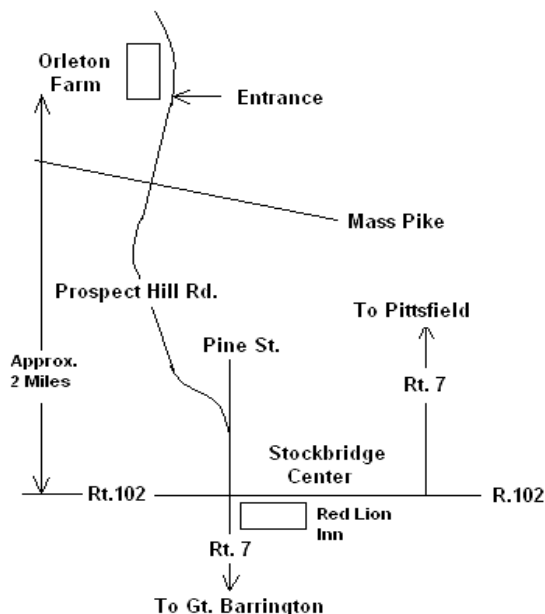 Orleton
Farm
Entrance
Mass Pike
Prospect Hill Rd.
To Pittsfield
Pine St.
Approx.
2 Miles
Rt. 7
Stockbridge
Center
Rt.102
R.102
Red Lion
Inn
Rt. 7
To Gt. Barrington